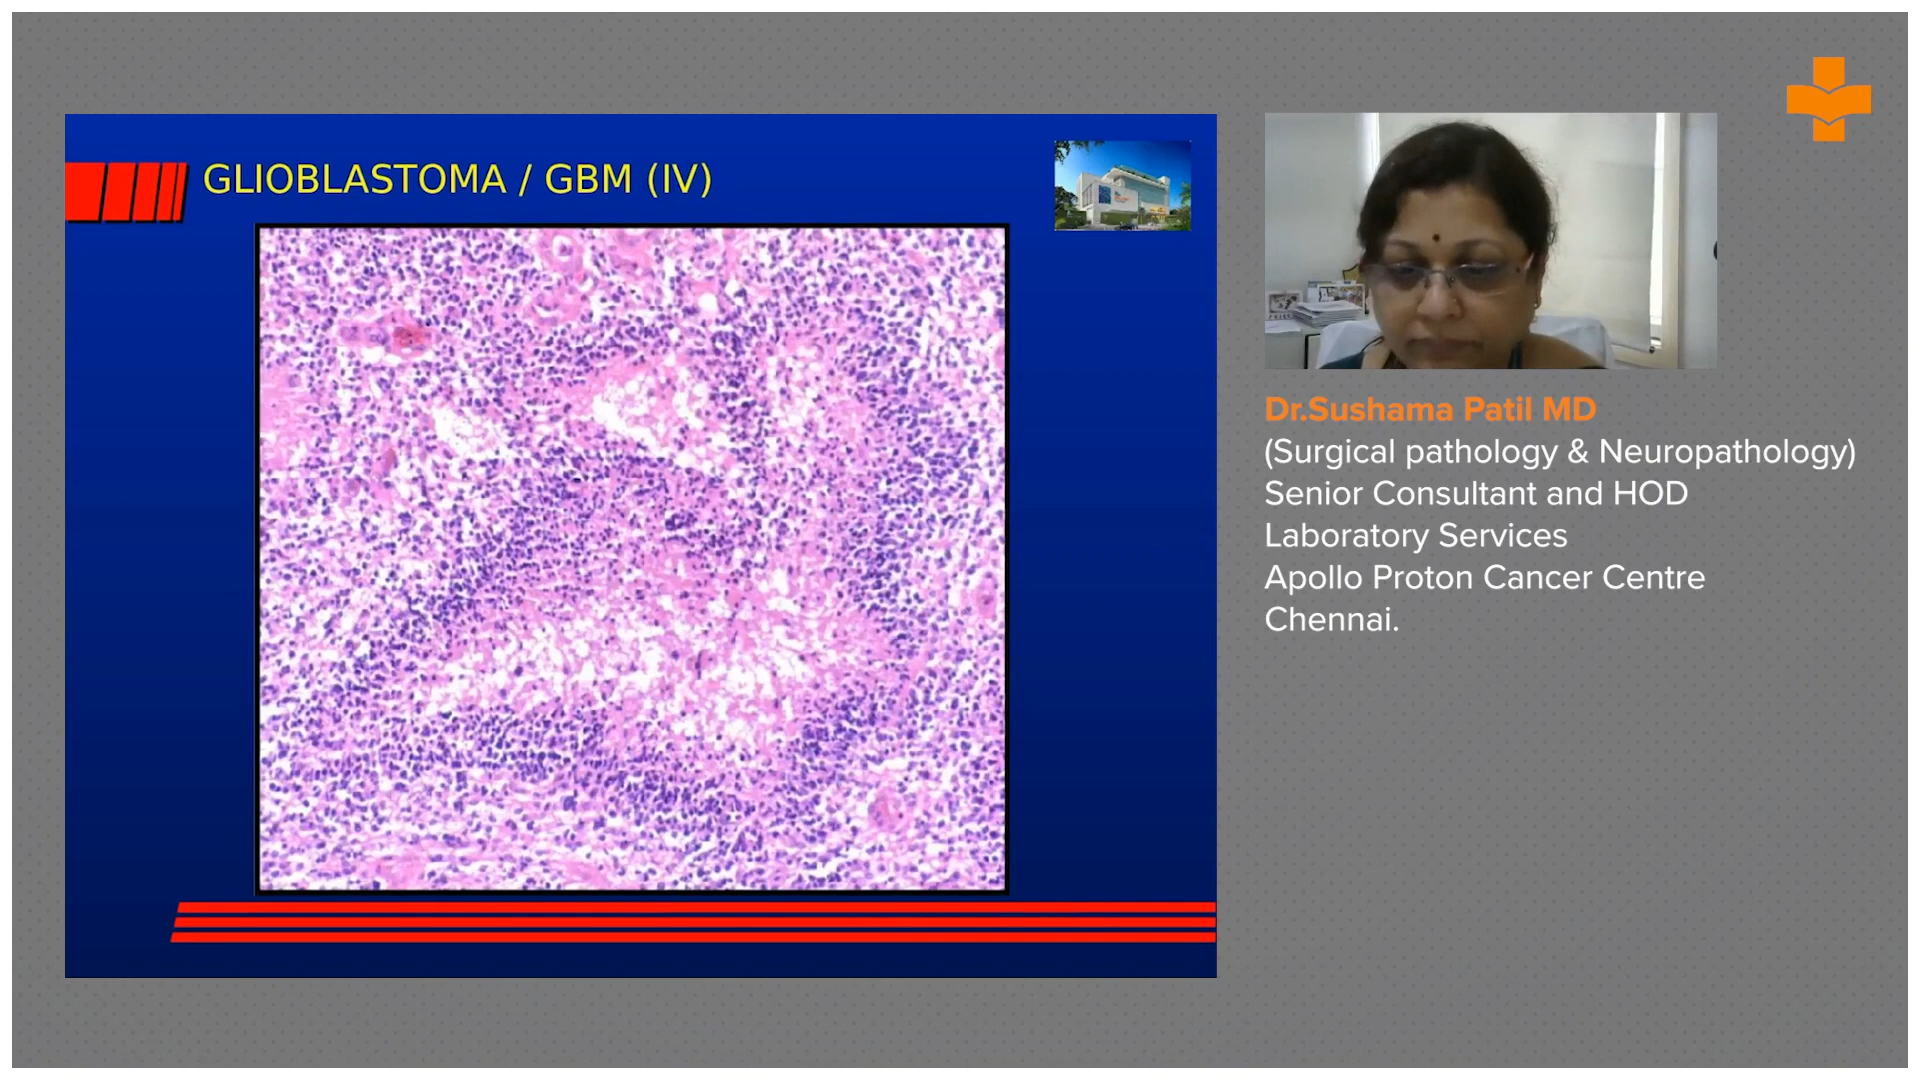 GLIOBLASTOMA / GBM (IV)
Dr.Sushama Patil MD
(Surgical pathology & Neuropathology)
Senior Consultant and HOD
Laboratory Services
Apollo Proton Cancer Centre
Chennai.